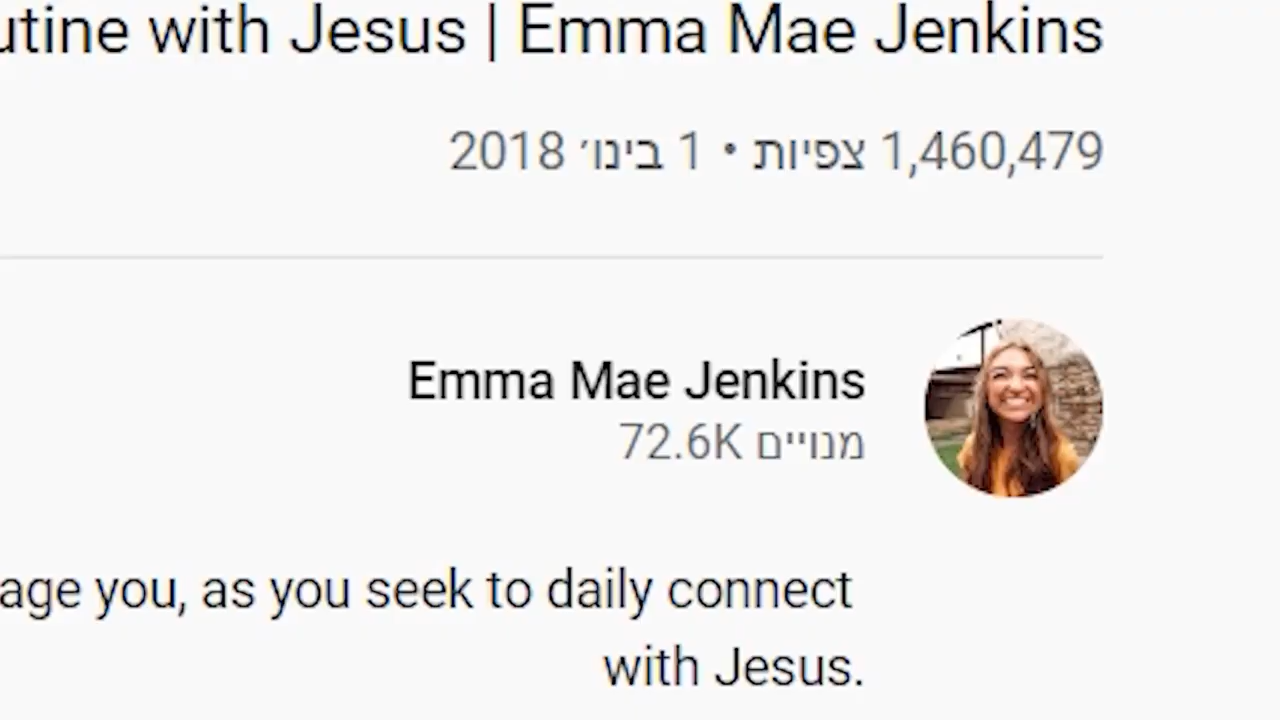 utine with Jesus | Emma Mae Jenkins
1,460,479 צפיות • 1 בינו׳ 2018
Emma Mae Jenkins
72.6K מנויים
age you, as you seek to daily connect
with Jesus.